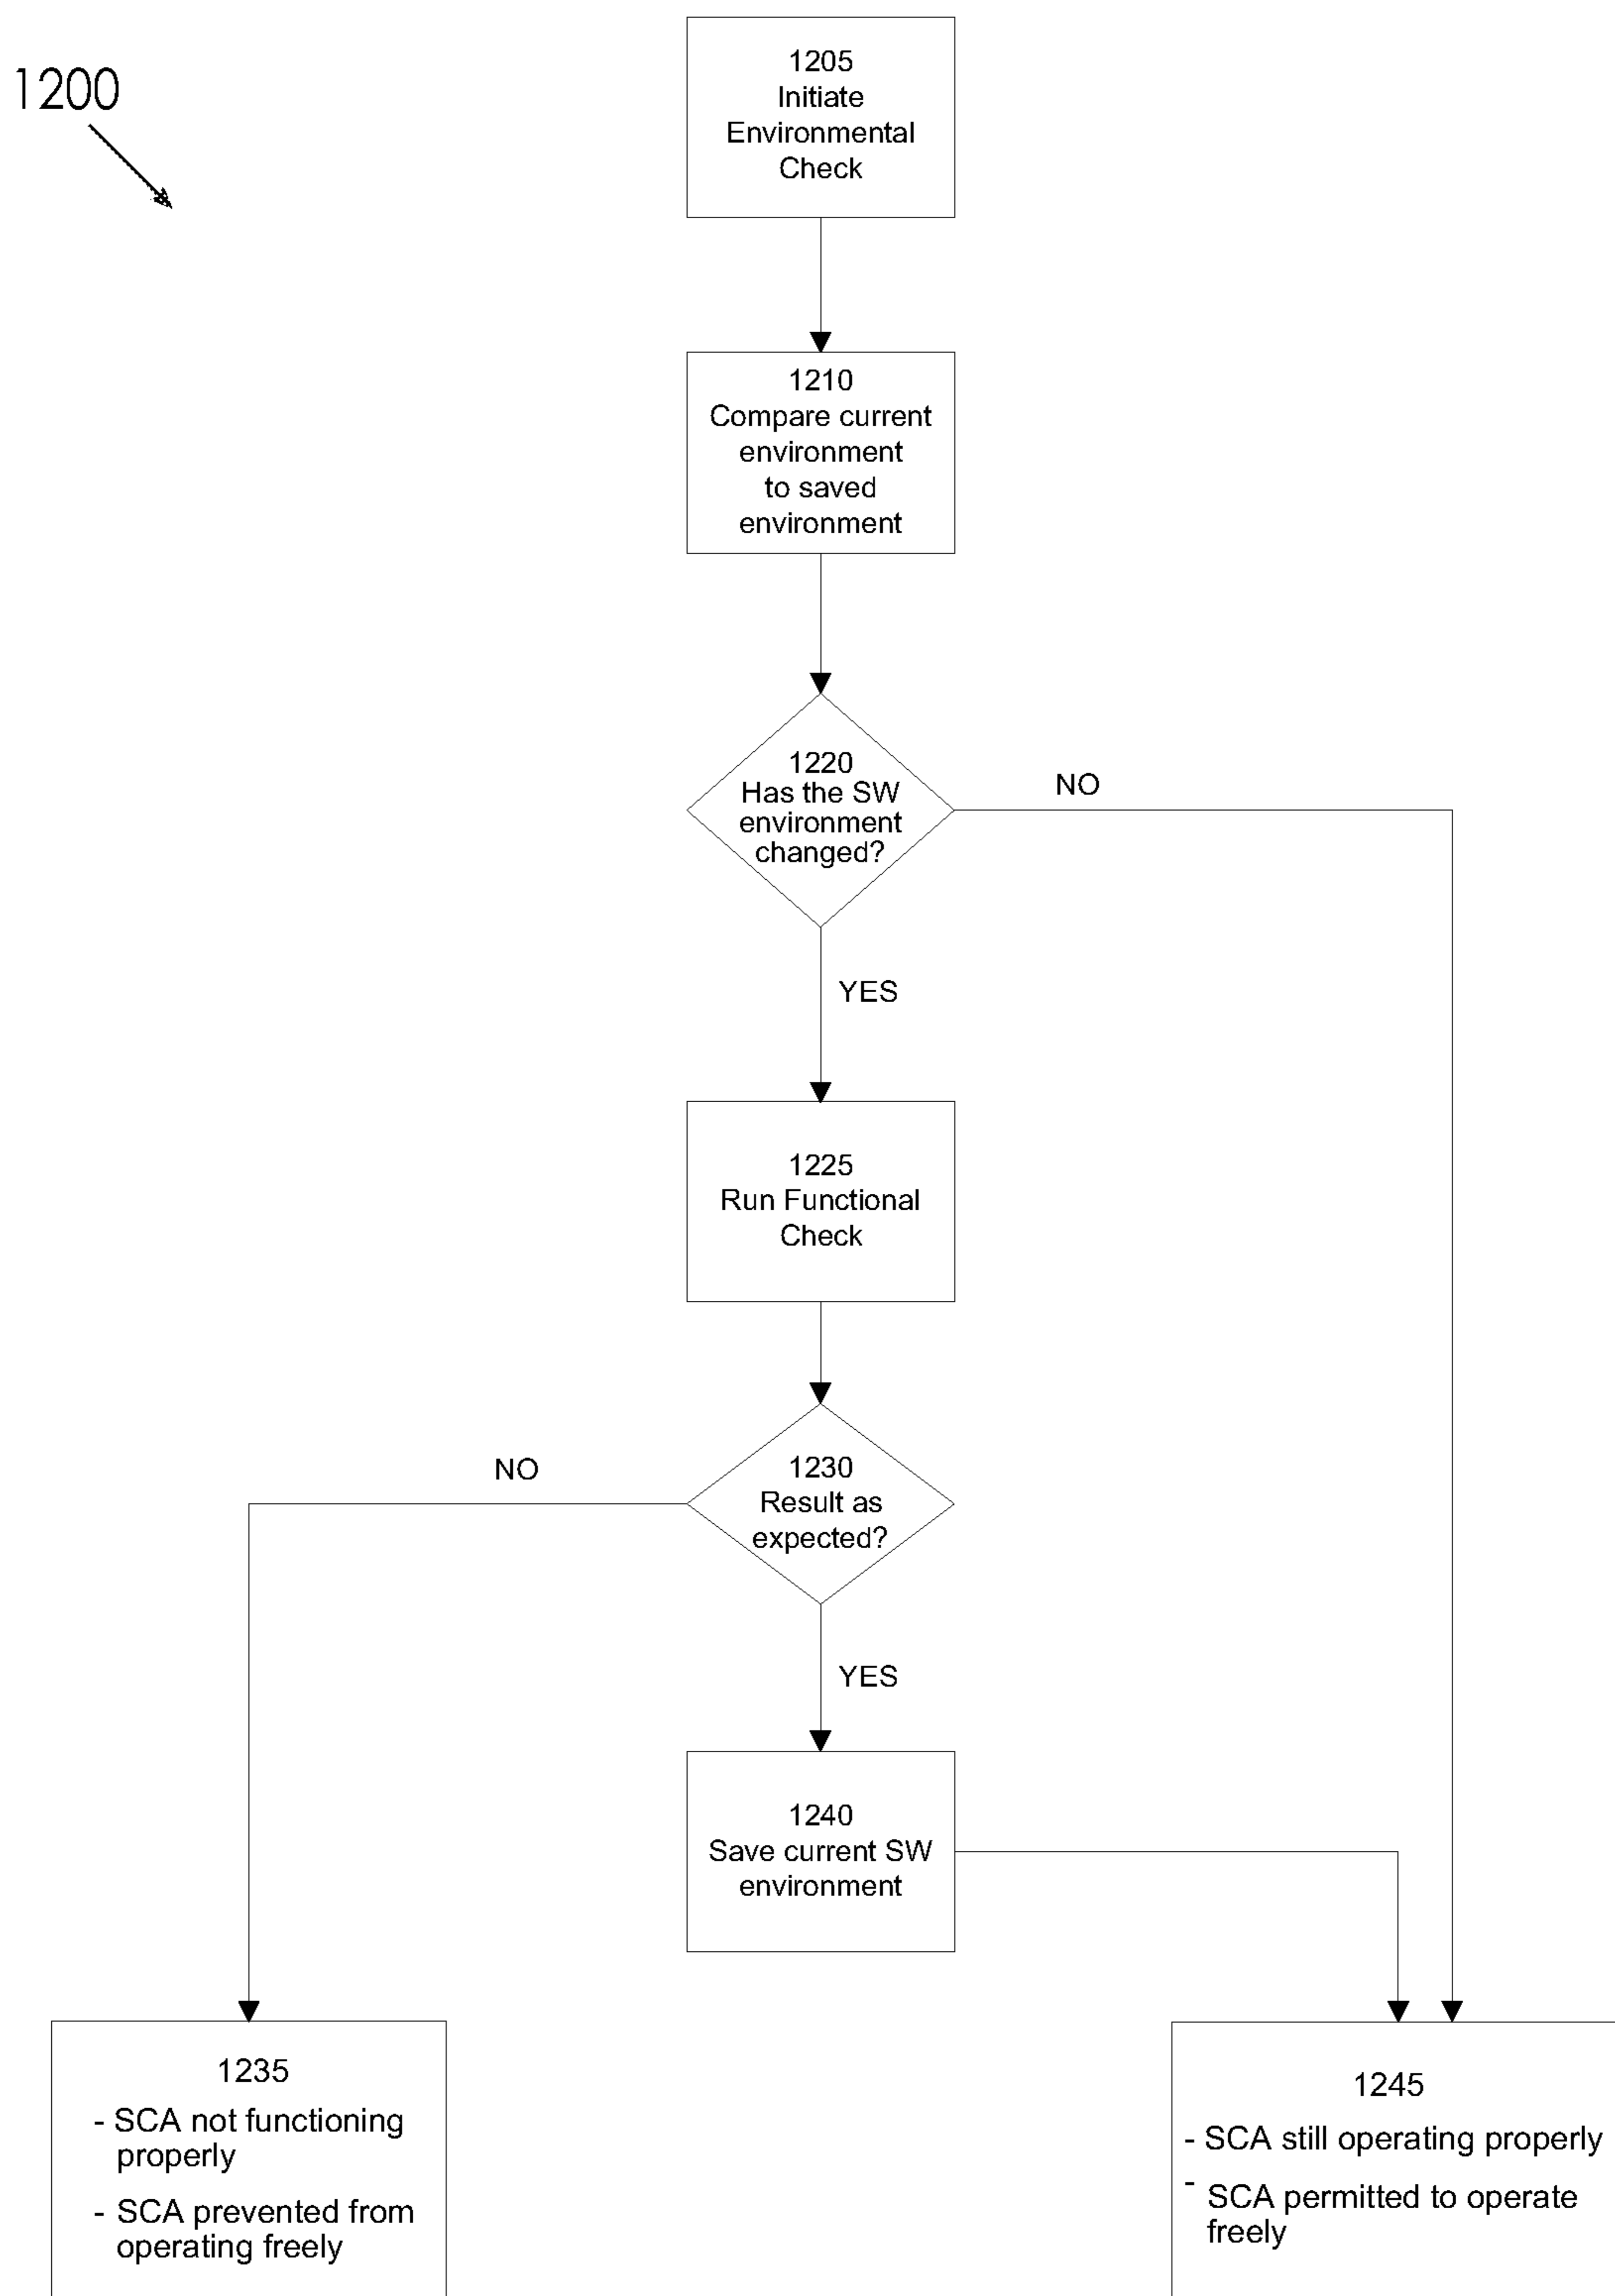 1200
1205
Initiate
Environmental
Check
1210
Compare current
environment
to saved
environment
1220
Has the SW
environment
changed?
NO
YES
1225
Run Functional
Check
1230
Result as
expected?
NO
YES
1240
Save current SW
environment
1235
- SCA not functioning
properly
- SCA prevented from
operating freely
1245
- SCA still operating properly
- SCA permitted to operate
freely